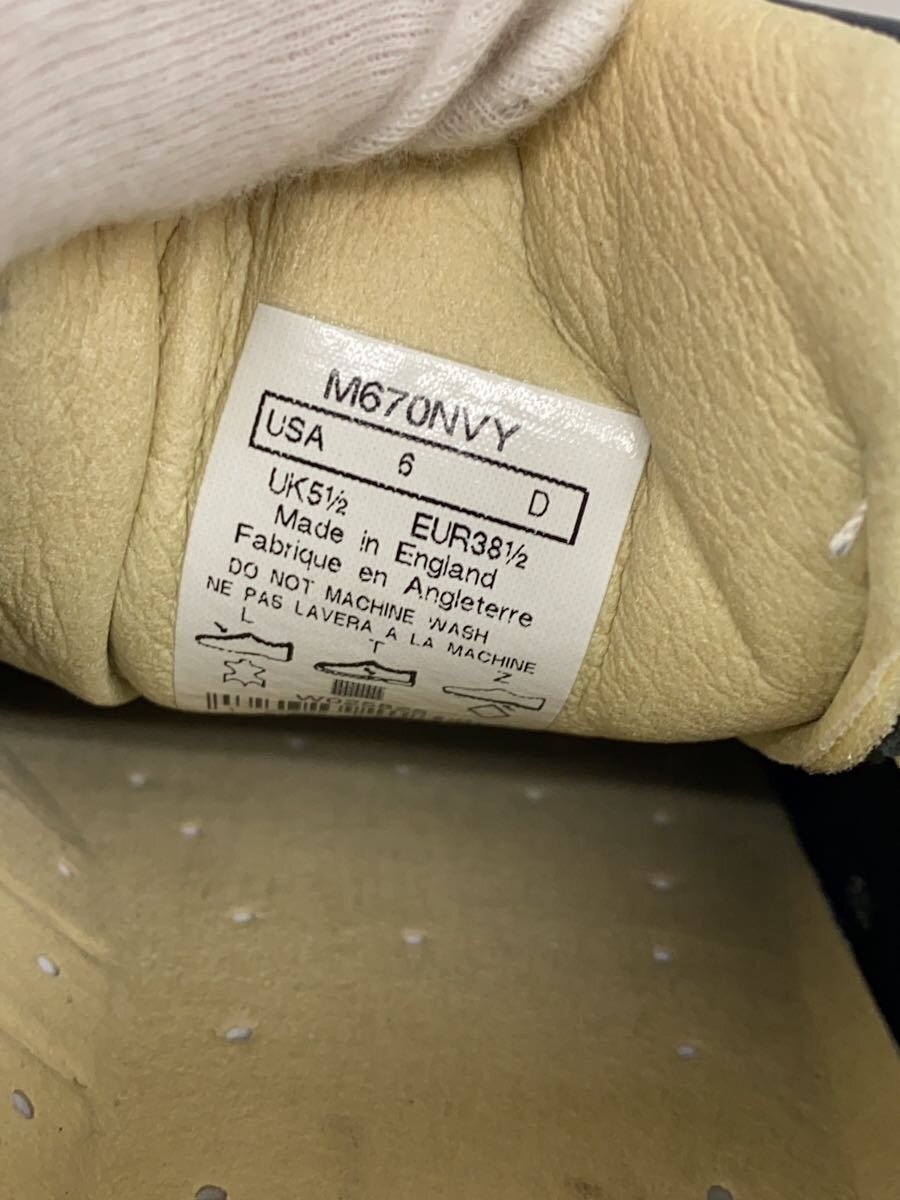 M670NVY
USA 6 D
UK5½ EUR38½
Made in England
Fabrique en Angleterre
DO NOT MACHINE WASH
NE PAS LAVERA A LA MACHINE
L T Z